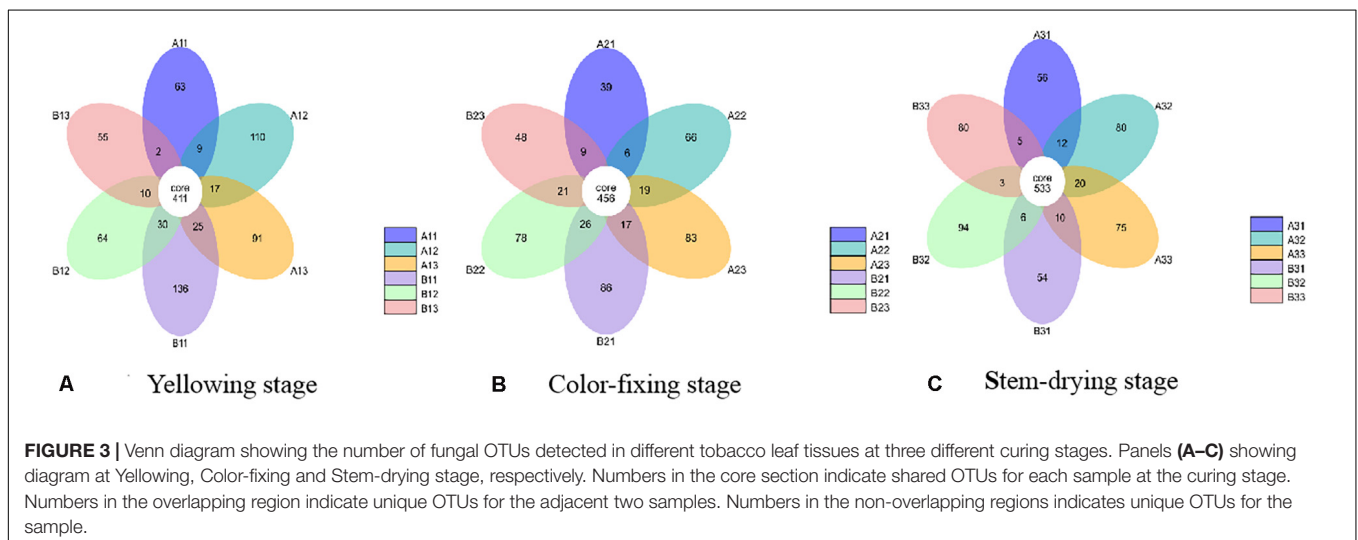 A11
63
B13
A12
55
110
2
9
core
411
10
17
30
25
64
91
B12
A13
136
B11
A11
A12
A13
B11
B12
B13
A
Yellowing stage
A21
39
B23
A22
48
66
9
6
core
456
21
19
26
17
78
83
B22
A23
86
B21
A21
A22
A23
B21
B22
B23
B
Color-fixing stage
A31
56
B33
A32
80
80
5
12
core
533
3
20
6
10
94
75
B32
A33
54
B31
A31
A32
A33
B31
B32
B33
C
Stem-drying stage
FIGURE 3 | Venn diagram showing the number of fungal OTUs detected in different tobacco leaf tissues at three different curing stages. Panels (A–C) showing
diagram at Yellowing, Color-fixing and Stem-drying stage, respectively. Numbers in the core section indicate shared OTUs for each sample at the curing stage.
Numbers in the overlapping region indicate unique OTUs for the adjacent two samples. Numbers in the non-overlapping regions indicates unique OTUs for the
sample.